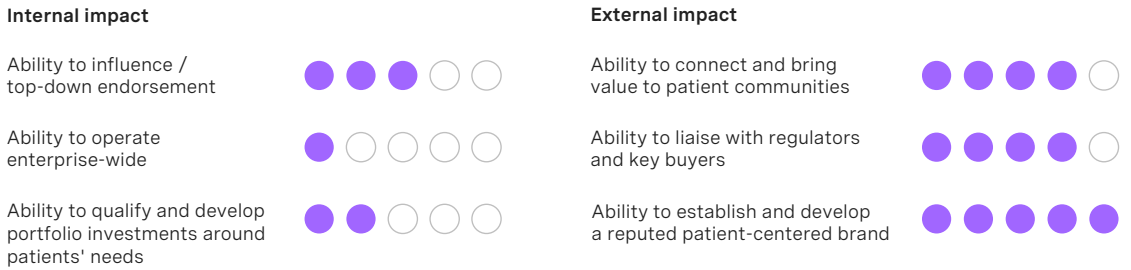 Internal impact
Ability to influence /
top-down endorsement
Ability to operate
enterprise-wide
Ability to qualify and develop
portfolio investments around
patients' needs
External impact
Ability to connect and bring
value to patient communities
Ability to liaise with regulators
and key buyers
Ability to establish and develop
a reputed patient-centered brand